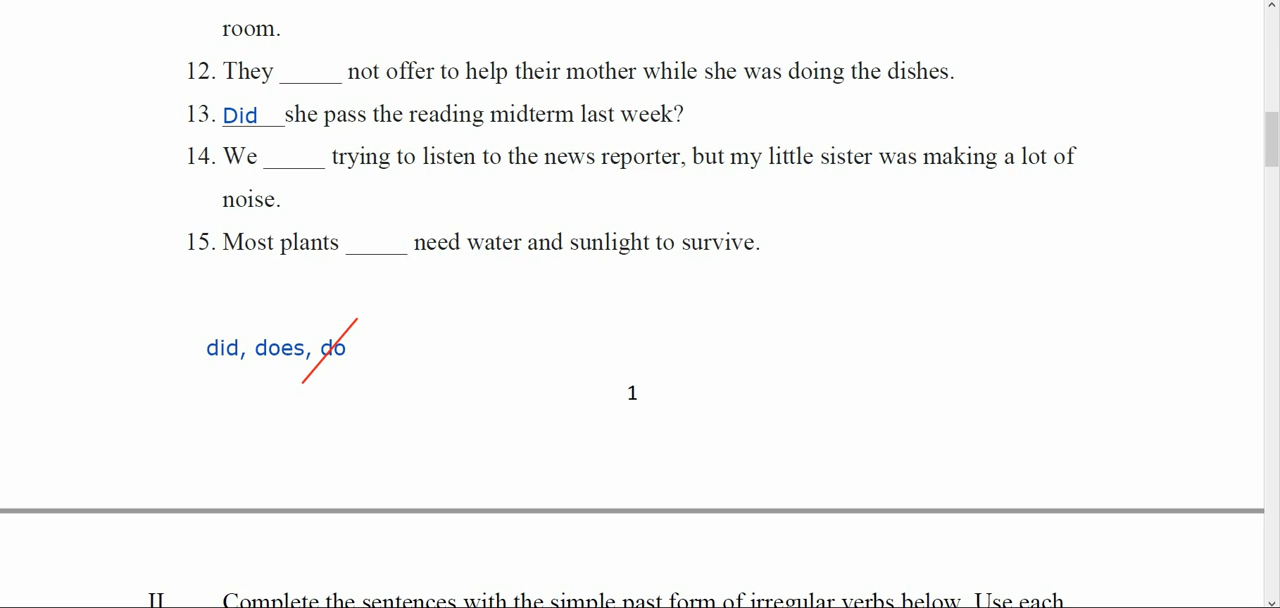 room.
12. They _____ not offer to help their mother while she was doing the dishes.
13. Did she pass the reading midterm last week?
14. We _____ trying to listen to the news reporter, but my little sister was making a lot of
noise.
15. Most plants _____ need water and sunlight to survive.
did, does, do
1
II Complete the sentences with the simple past form of irregular verbs below. Use each